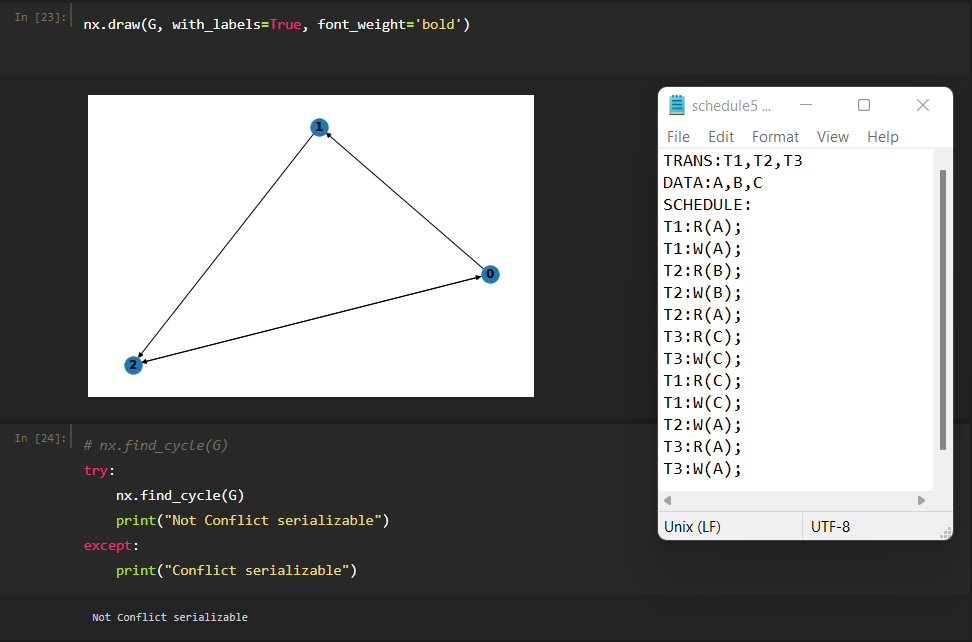 In [23]:
nx.draw(G, with_labels=True, font_weight='bold')
1
0
2
In [24]:
# nx.find_cycle(G)
try:
    nx.find_cycle(G)
    print("Not Conflict serializable")
except:
    print("Conflict serializable")
Not Conflict serializable
schedule5 ...
File Edit Format View Help
TRANS:T1,T2,T3
DATA:A,B,C
SCHEDULE:
T1:R(A);
T1:W(A);
T2:R(B);
T2:W(B);
T2:R(A);
T3:R(C);
T3:W(C);
T1:R(C);
T1:W(C);
T2:W(A);
T3:R(A);
T3:W(A);
Unix (LF) UTF-8